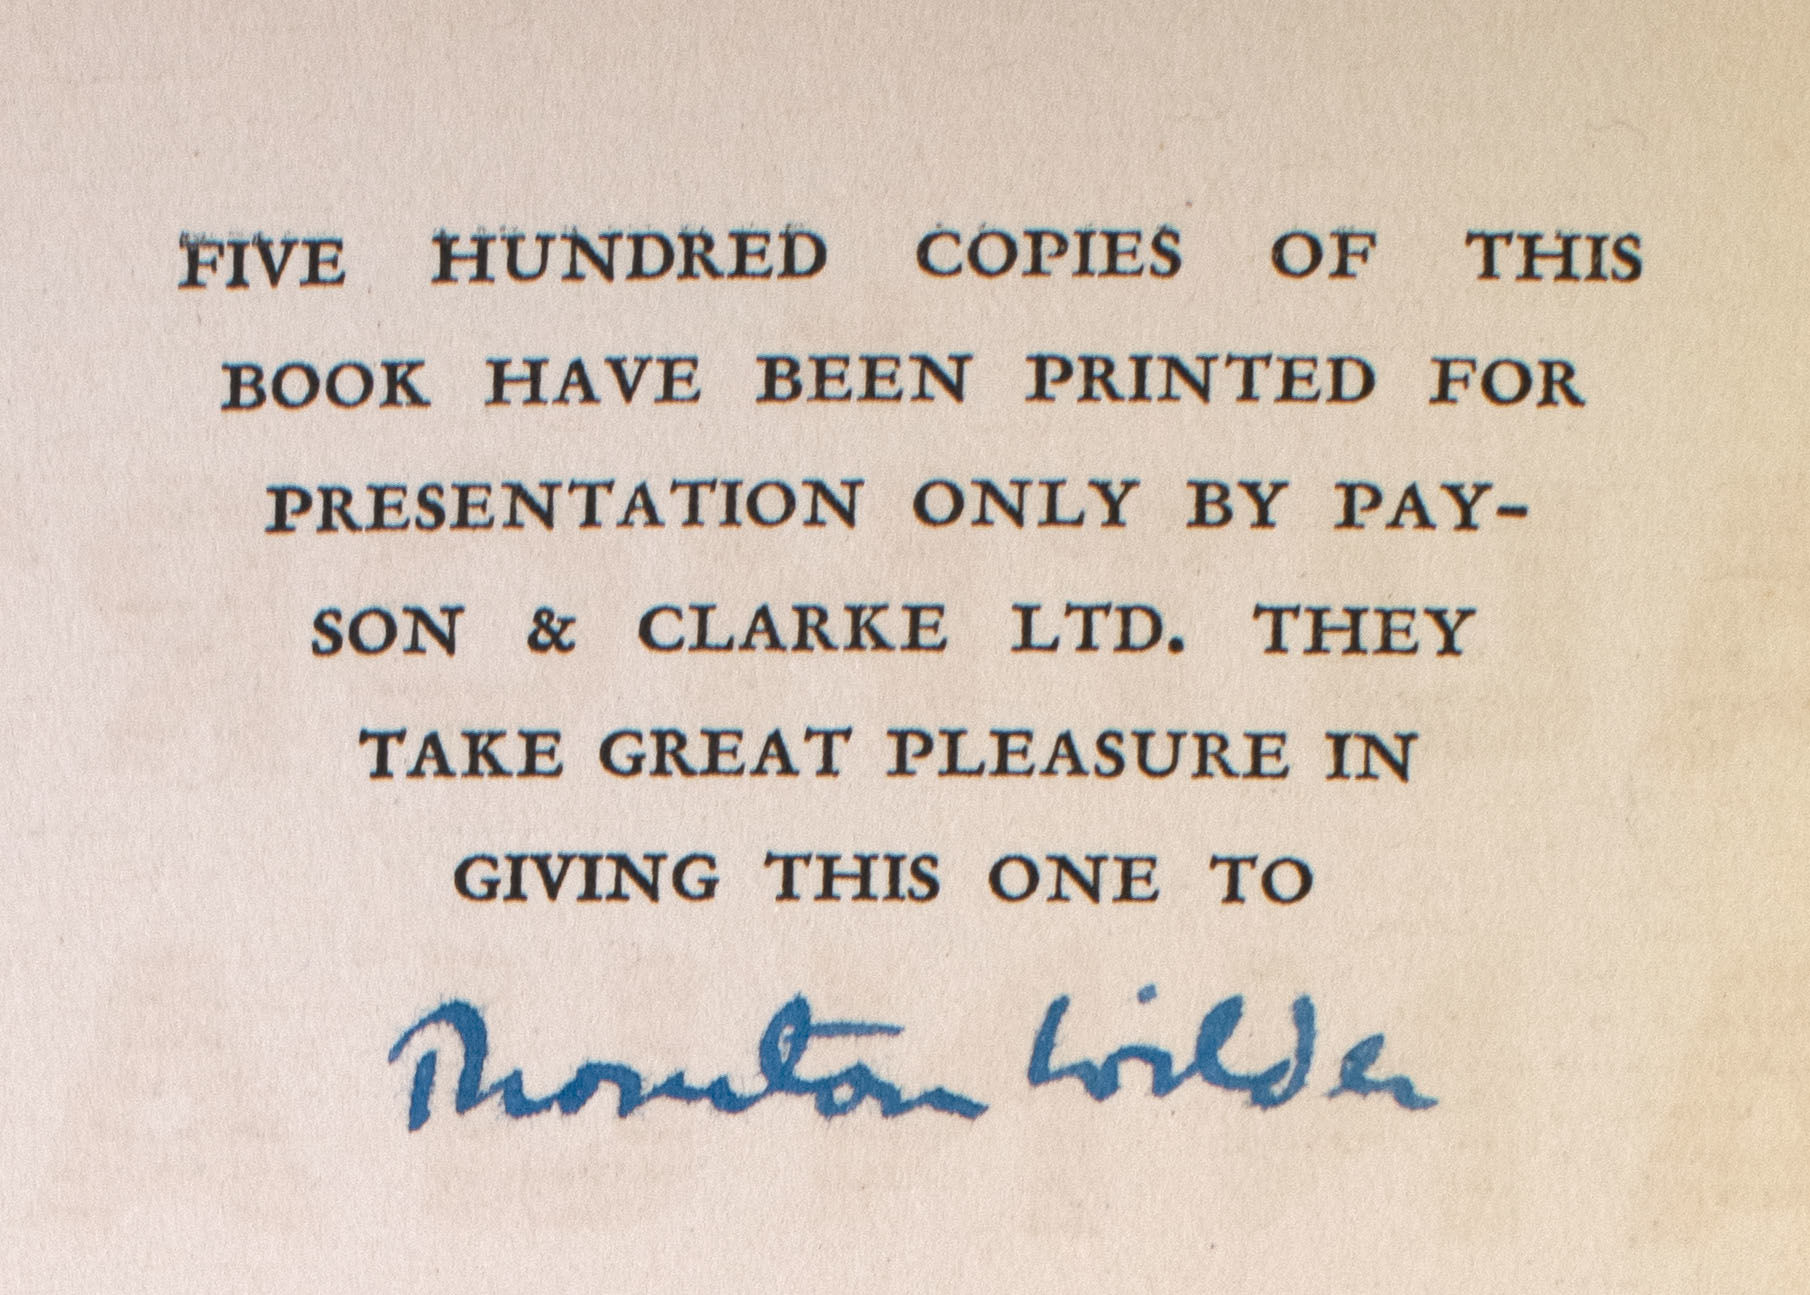 FIVE HUNDRED COPIES OF THIS
BOOK HAVE BEEN PRINTED FOR
PRESENTATION ONLY BY PAY-
SON & CLARKE LTD. THEY
TAKE GREAT PLEASURE IN
GIVING THIS ONE TO
Thornton Wilder